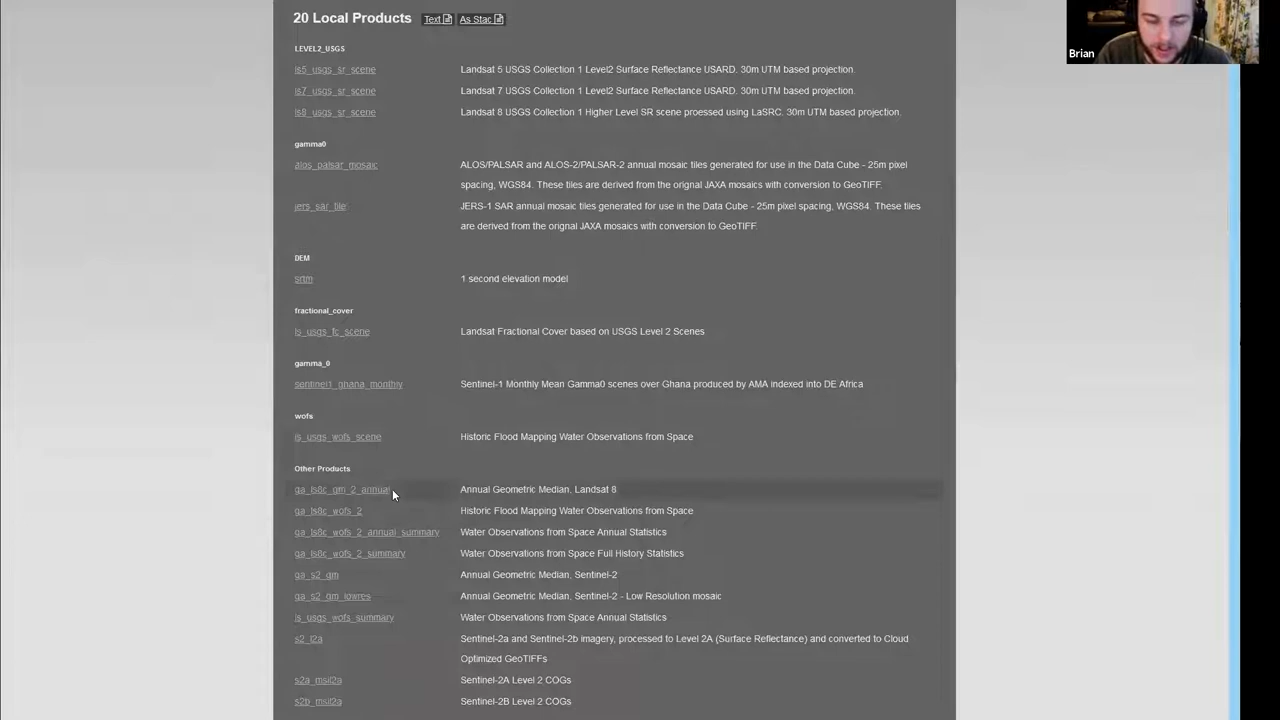 Brian
20 Local Products Text As Stac
LEVEL2_USGS
ls5_usgs_sr_scene Landsat 5 USGS Collection 1 Level2 Surface Reflectance USARD. 30m UTM based projection.
ls7_usgs_sr_scene Landsat 7 USGS Collection 1 Level2 Surface Reflectance USARD. 30m UTM based projection.
ls8_usgs_sr_scene Landsat 8 USGS Collection 1 Higher Level SR scene proessed using LaSRC. 30m UTM based projection.
gamma0
alos_palsar_mosaic ALOS/PALSAR and ALOS-2/PALSAR-2 annual mosaic tiles generated for use in the Data Cube - 25m pixel
spacing, WGS84. These tiles are derived from the orignal JAXA mosaics with conversion to GeoTIFF.
jers_sar_tile JERS-1 SAR annual mosaic tiles generated for use in the Data Cube - 25m pixel spacing, WGS84. These tiles
are derived from the orignal JAXA mosaics with conversion to GeoTIFF.
DEM
srtm 1 second elevation model
fractional_cover
ls_usgs_fc_scene Landsat Fractional Cover based on USGS Level 2 Scenes
gamma_0
sentinel1_ghana_monthly Sentinel-1 Monthly Mean Gamma0 scenes over Ghana produced by AMA indexed into DE Africa
wofs
ls_usgs_wofs_scene Historic Flood Mapping Water Observations from Space
Other Products
ga_ls8c_gm_2_annual Annual Geometric Median, Landsat 8
ga_ls8c_wofs_2 Historic Flood Mapping Water Observations from Space
ga_ls8c_wofs_2_annual_summary Water Observations from Space Annual Statistics
ga_ls8c_wofs_2_summary Water Observations from Space Full History Statistics
ga_s2_gm Annual Geometric Median, Sentinel-2
ga_s2_gm_lowres Annual Geometric Median, Sentinel-2 - Low Resolution mosaic
ls_usgs_wofs_summary Water Observations from Space Annual Statistics
s2_l2a Sentinel-2a and Sentinel-2b imagery, processed to Level 2A (Surface Reflectance) and converted to Cloud
Optimized GeoTIFFs
s2a_msil2a Sentinel-2A Level 2 COGs
s2b_msil2a Sentinel-2B Level 2 COGs